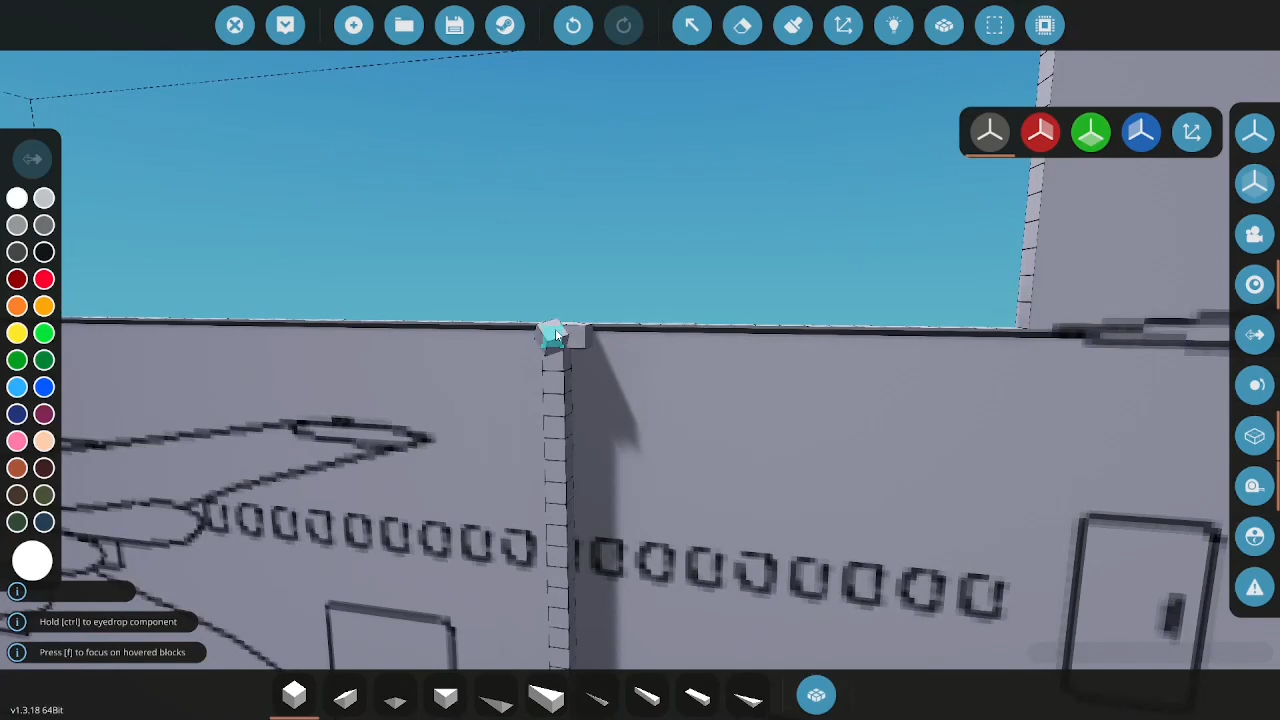 Hold [ctrl] to eyedrop component
Press [f] to focus on hovered blocks
v1.3.18 64Bit